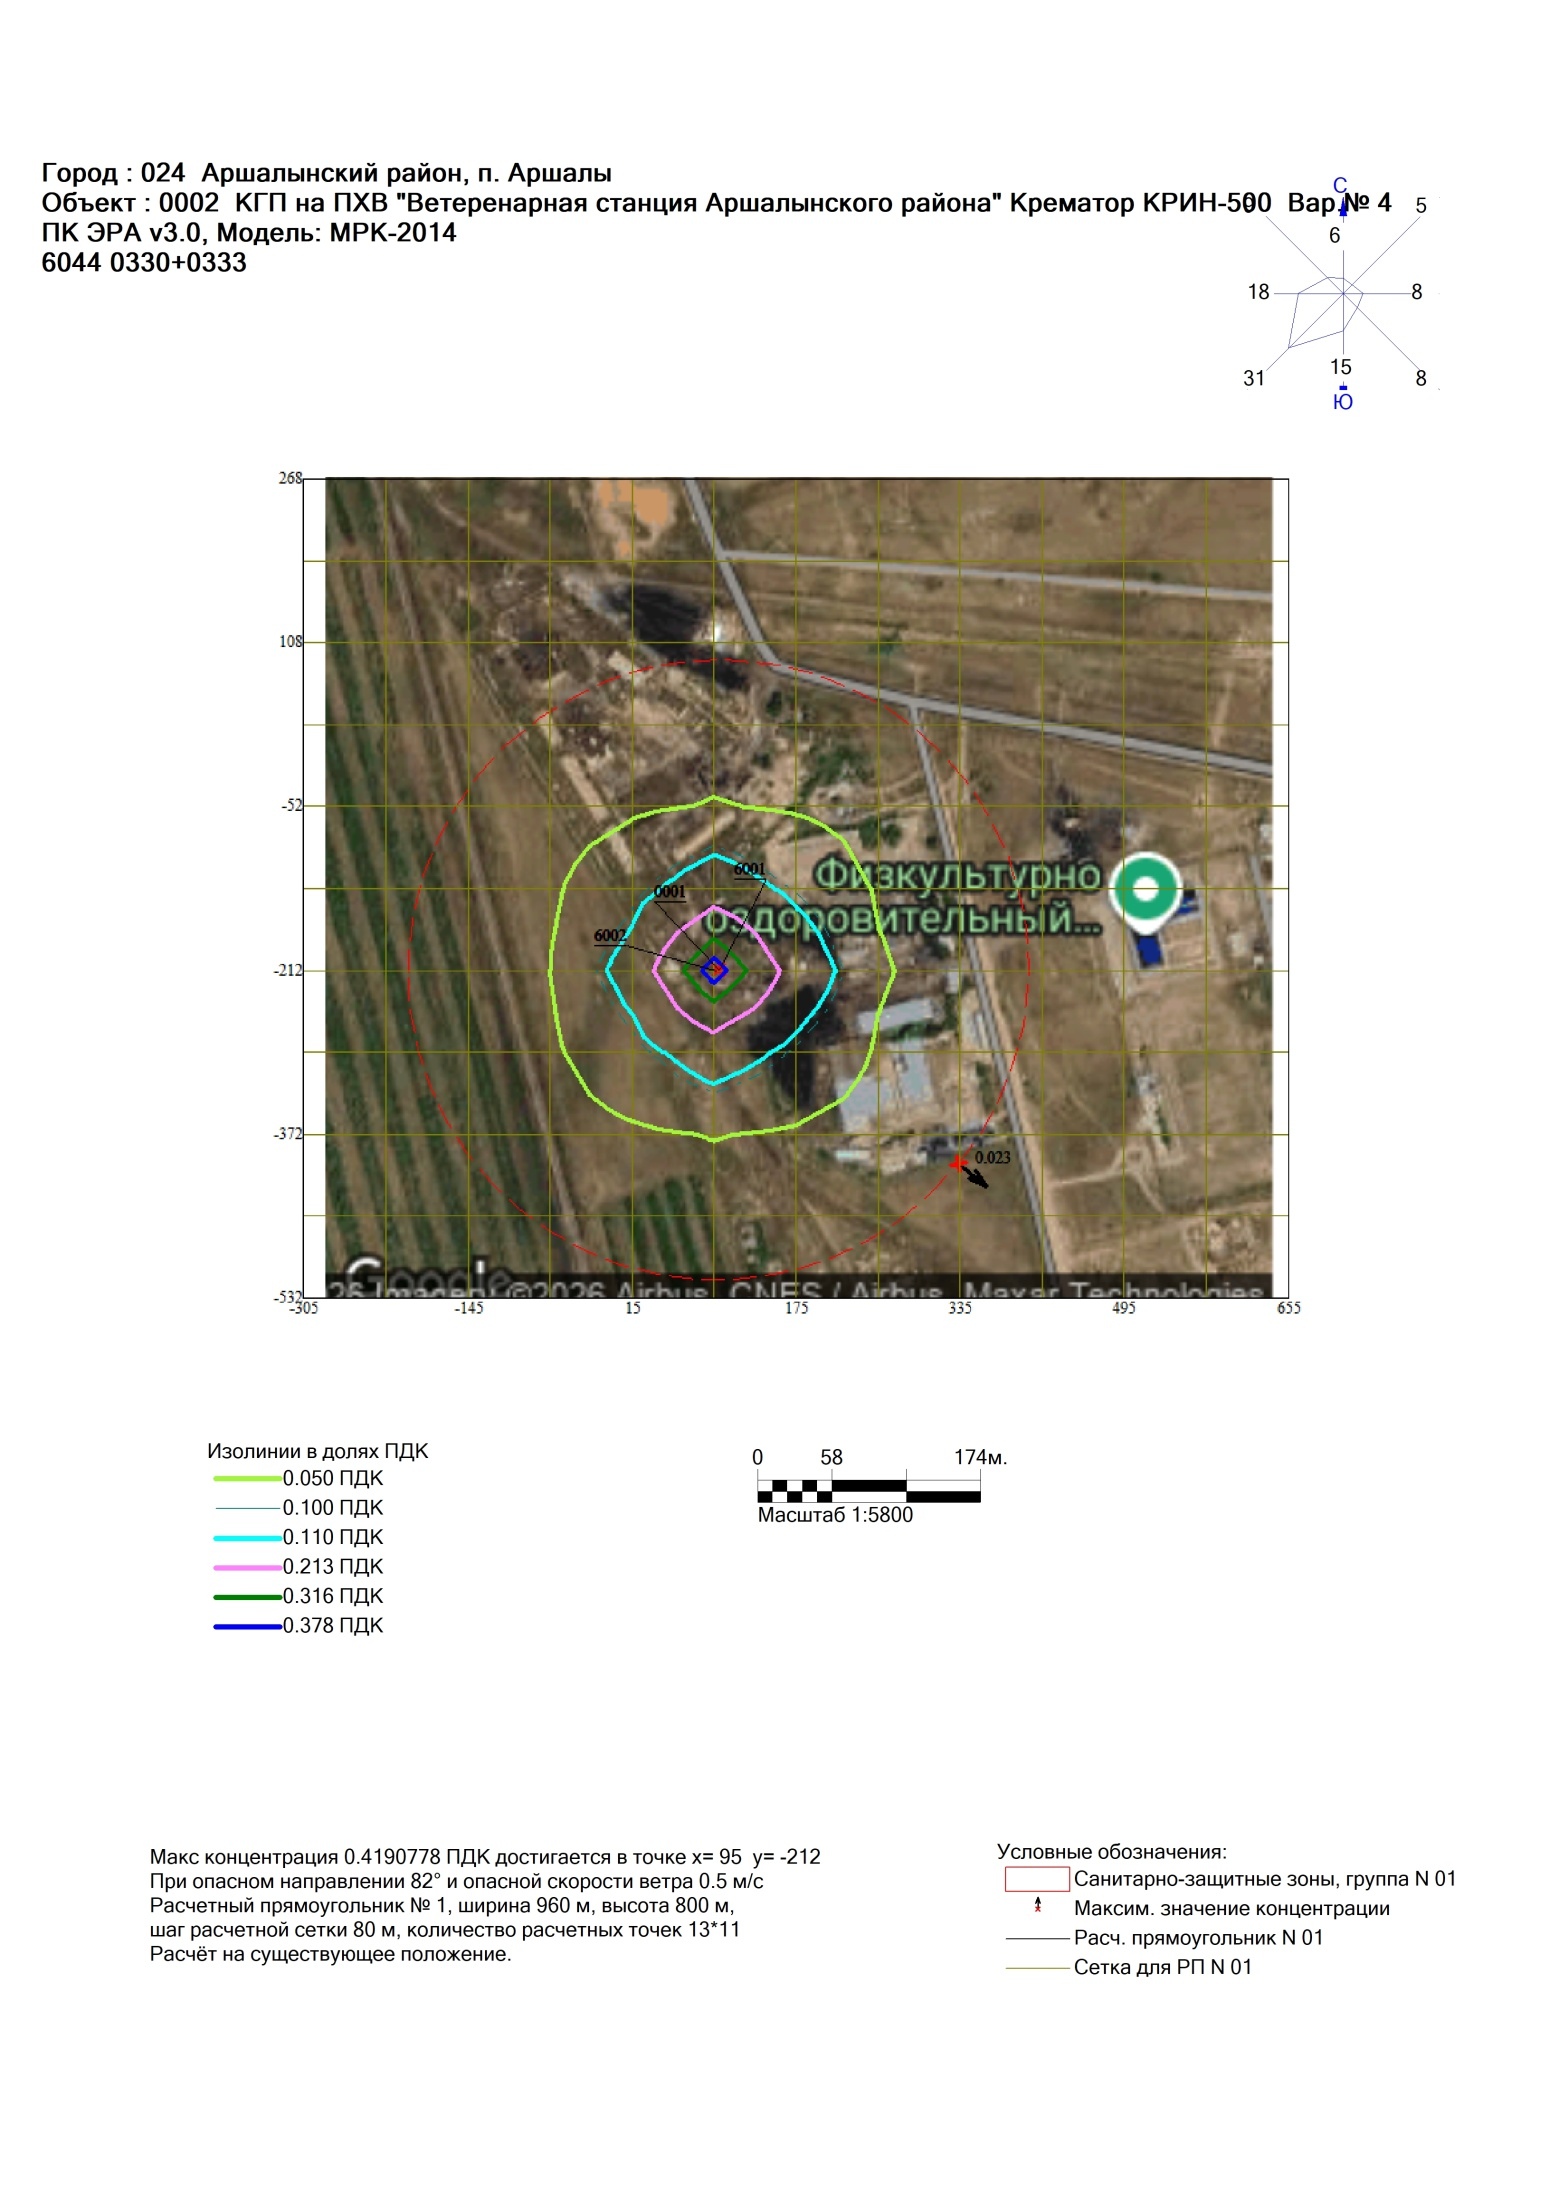 Город : 024 Аршалынский район, п. Аршалы
Объект : 0002 КГП на ПХВ "Ветеренарная станция Аршалынского района" Крематор КРИН-500 Вар.№ 4
ПК ЭРА v3.0, Модель: МРК-2014
6044 0330+0333
С
5
6
18
8
15
31
8
Ю
268
108
-52
-212
-372
-532
6001
0001
6002
Физкультурно
оздоровительный...
0.023
Google
©2026 Airbus, CNES / Airbus, Maxar Technologies
-305 -145 15 175 335 495 655
Изолинии в долях ПДК
0.050 ПДК
0.100 ПДК
0.110 ПДК
0.213 ПДК
0.316 ПДК
0.378 ПДК
0 58 174м.
Масштаб 1:5800
Макс концентрация 0.4190778 ПДК достигается в точке x= 95 y= -212
При опасном направлении 82° и опасной скорости ветра 0.5 м/с
Расчетный прямоугольник № 1, ширина 960 м, высота 800 м,
шаг расчетной сетки 80 м, количество расчетных точек 13*11
Расчёт на существующее положение.
Условные обозначения:
Санитарно-защитные зоны, группа N 01
Максим. значение концентрации
Расч. прямоугольник N 01
Сетка для РП N 01